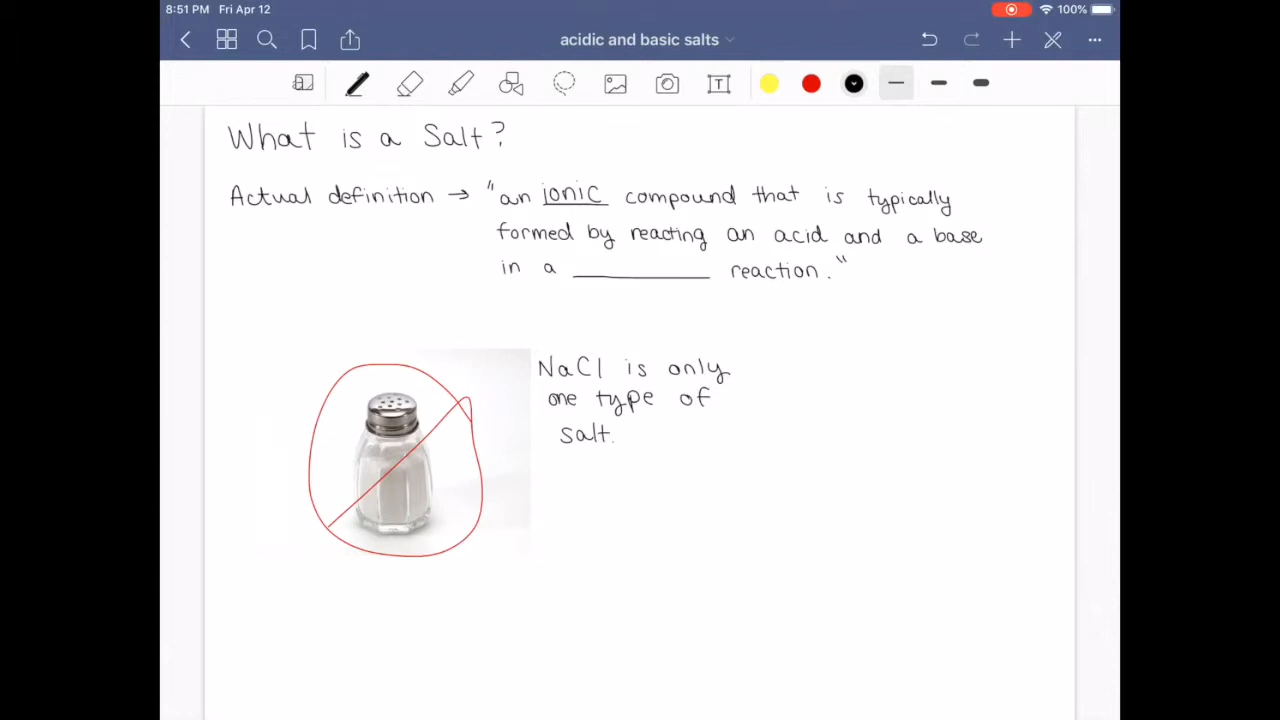 8:51 PM Fri Apr 12
100%
acidic and basic salts
T
What is a Salt?
Actual definition → "an ionic compound that is typically
formed by reacting an acid and a base
in a __________ reaction."
NaCl is only
one type of
salt.